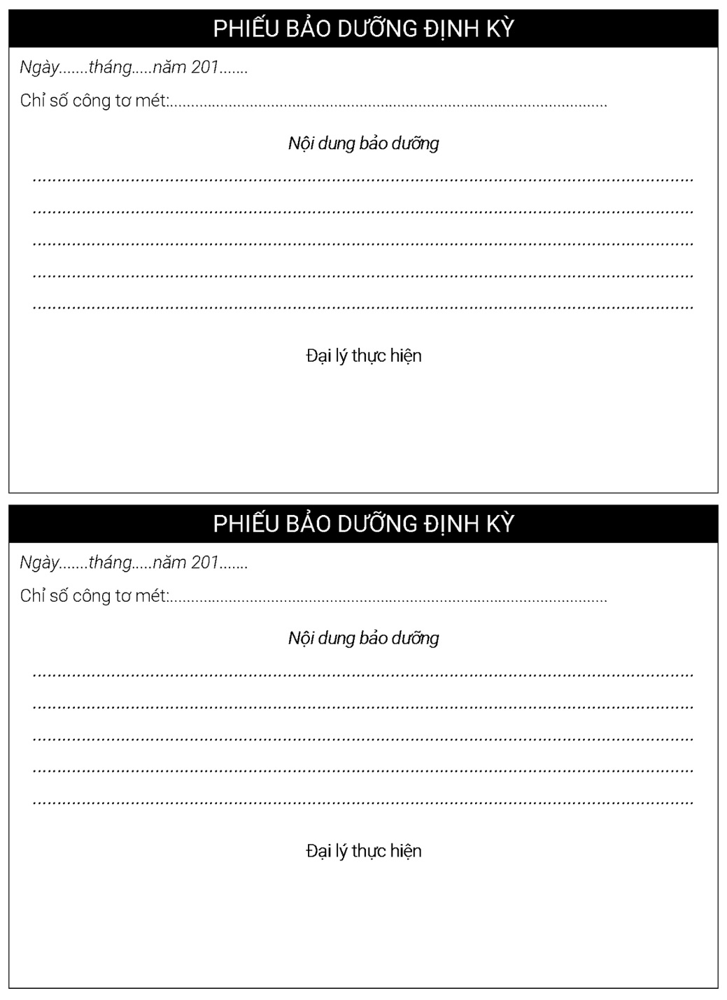 PHIẾU BẢO DƯỠNG ĐỊNH KỲ
Ngày.......tháng.....năm 201.......
Chỉ số công tơ mét:........................................................................................................
Nội dung bảo dưỡng
........................................................................................................................................
........................................................................................................................................
........................................................................................................................................
........................................................................................................................................
........................................................................................................................................
Đại lý thực hiện
PHIẾU BẢO DƯỠNG ĐỊNH KỲ
Ngày.......tháng.....năm 201.......
Chỉ số công tơ mét:........................................................................................................
Nội dung bảo dưỡng
........................................................................................................................................
........................................................................................................................................
........................................................................................................................................
........................................................................................................................................
........................................................................................................................................
Đại lý thực hiện